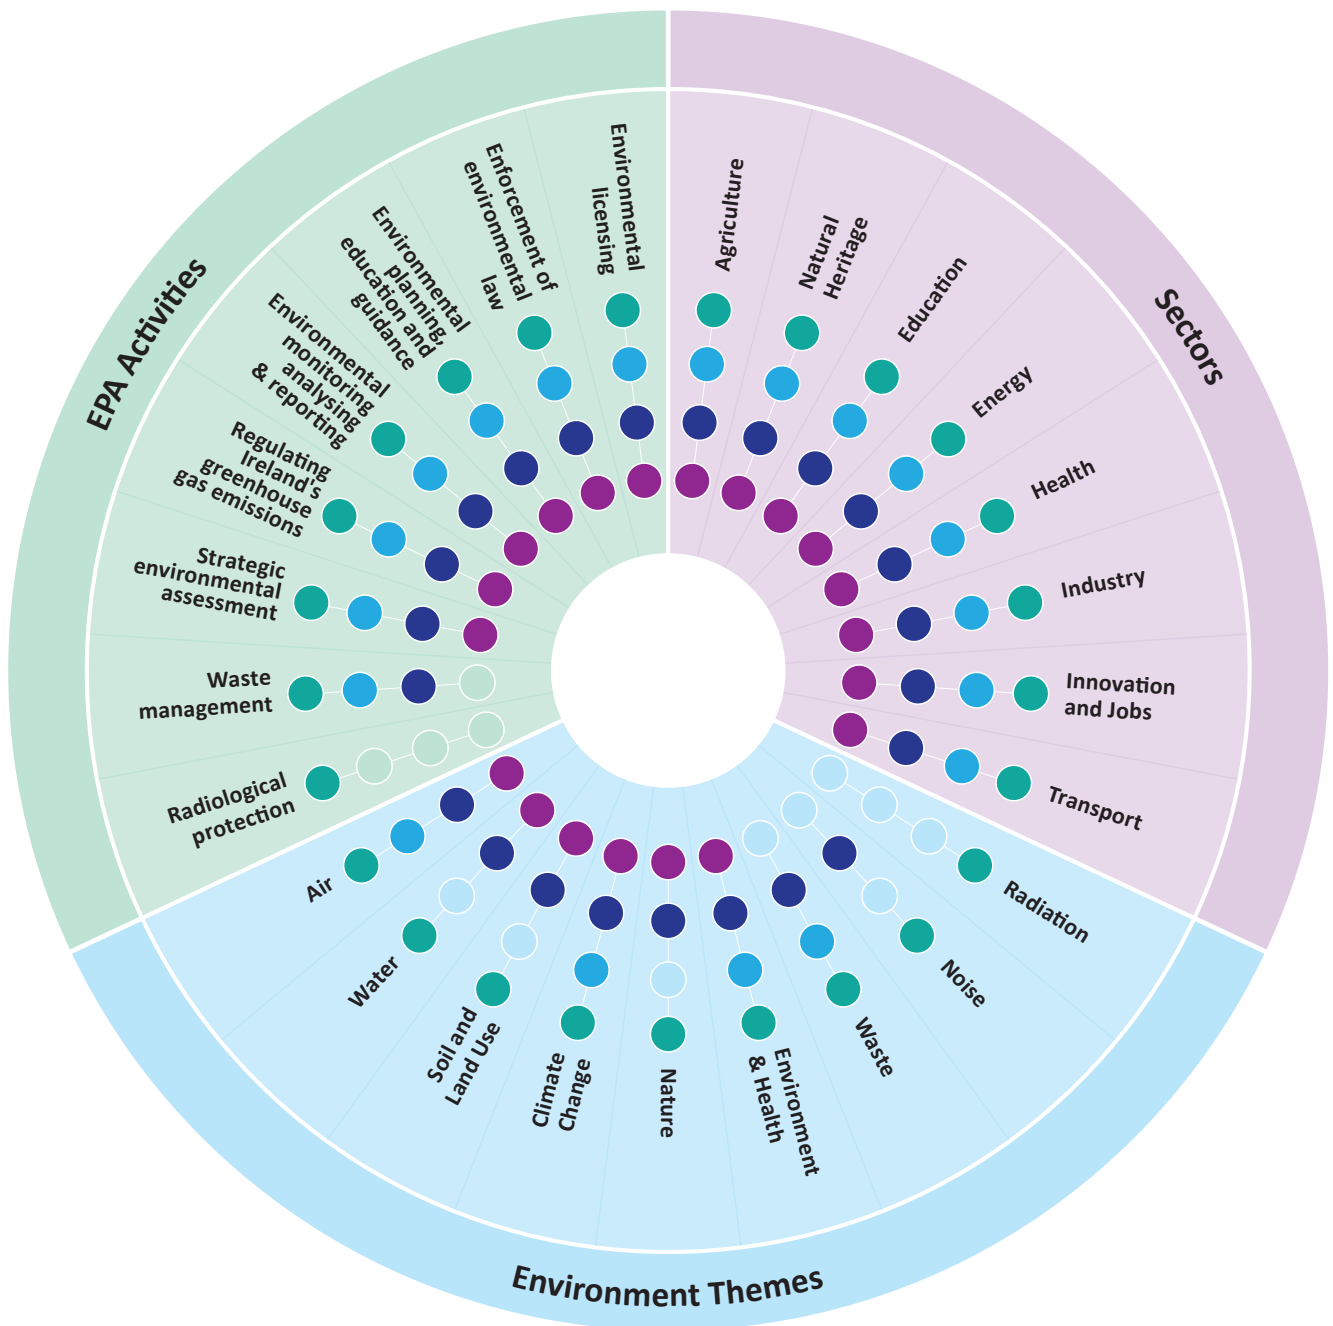 EPA Activities
Environmental
licensing
Enforcement of
environmental
law
Environmental
planning,
education and
guidance
Environmental
monitoring
analysing
& reporting
Regulating
Ireland's
greenhouse
gas emissions
Strategic
environmental
assessment
Waste
management
Radiological
protection
Sectors
Agriculture
Natural
Heritage
Education
Energy
Health
Industry
Innovation
and Jobs
Transport
Radiation
Noise
Waste
Environment
& Health
Nature
Climate
Change
Soil and
Land Use
Water
Air
Environment Themes